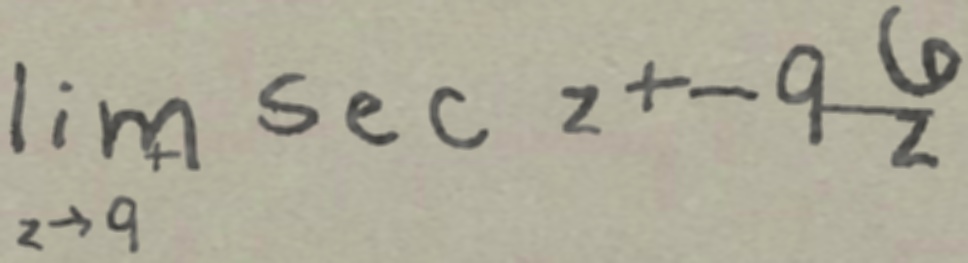 lim sec z + - 9 6/z
+
z→9